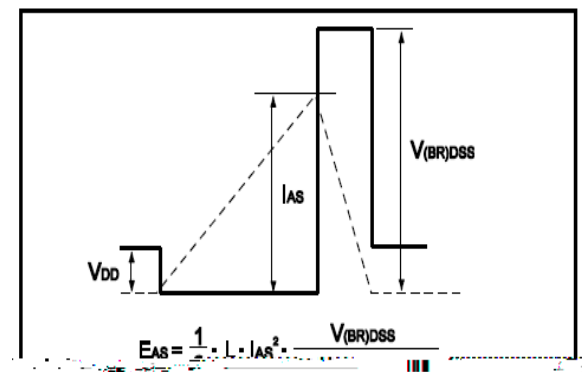 V(BR)DSS
IAS
VDD
EAS = 1 · L · IAS² · V(BR)DSS